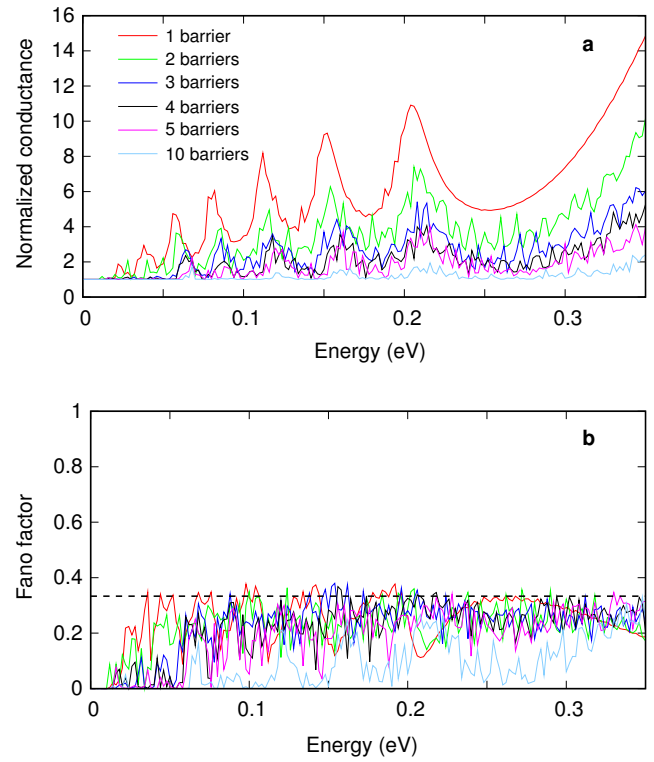 16
14
12
10
8
6
4
2
0
Normalized conductance
1 barrier
2 barriers
3 barriers
4 barriers
5 barriers
10 barriers
a
0 0.1 0.2 0.3
Energy (eV)
1
0.8
0.6
0.4
0.2
0
Fano factor
b
0 0.1 0.2 0.3
Energy (eV)